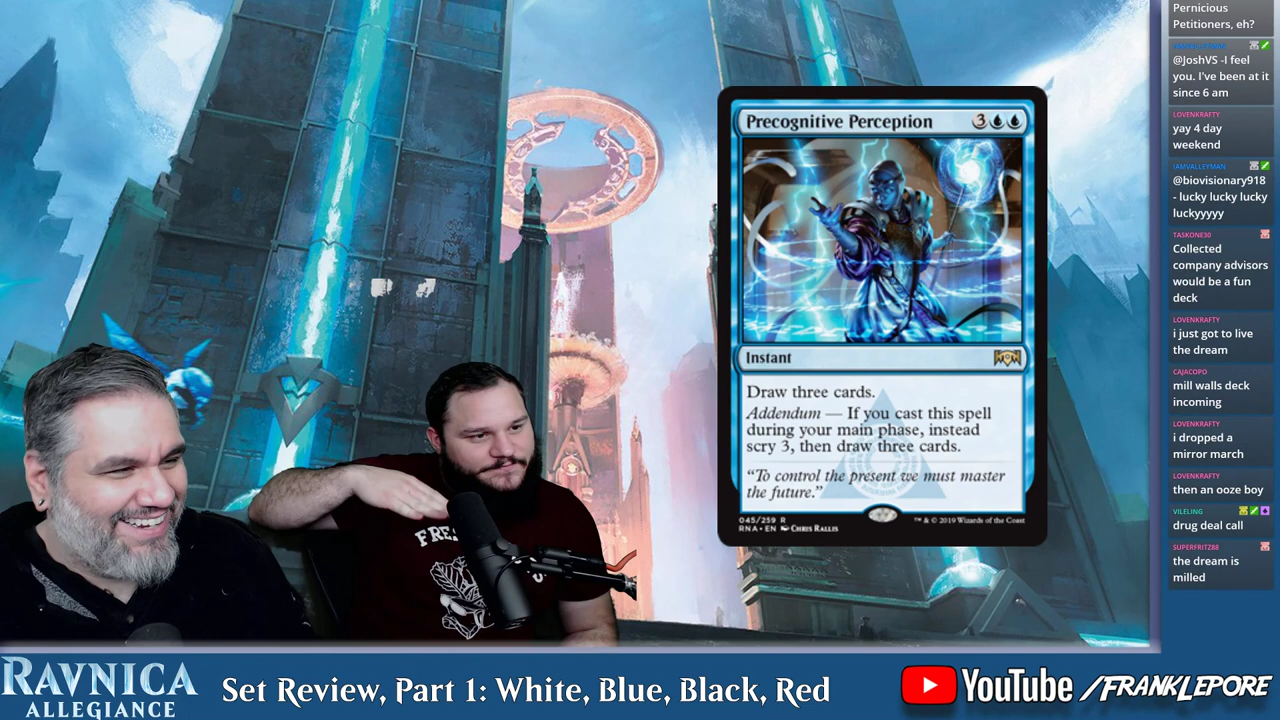 Precognitive Perception 3
Instant
Draw three cards.
Addendum — If you cast this spell
during your main phase, instead
scry 3, then draw three cards.
"To control the present we must master
the future."
045/259 R
RNA • EN CHRIS RALLIS
™ & © 2019 Wizards of the Coast
FRE
Pernicious
Petitioners, eh?
@JoshVS -I feel
you. I've been at it
since 6 am
LOVENKRAFTY
yay 4 day
weekend
IAMVALLEYMAN
@biovisionary918
- lucky lucky lucky
luckyyyyy
TASKONE30
Collected
company advisors
would be a fun
deck
LOVENKRAFTY
i just got to live
the dream
CAJACOPO
mill walls deck
incoming
LOVENKRAFTY
i dropped a
mirror march
LOVENKRAFTY
then an ooze boy
VILELING
drug deal call
SUPERFRITZ88
the dream is
milled
RAVNICA
ALLEGIANCE
Set Review, Part 1: White, Blue, Black, Red
YouTube /FRANKLEPORE